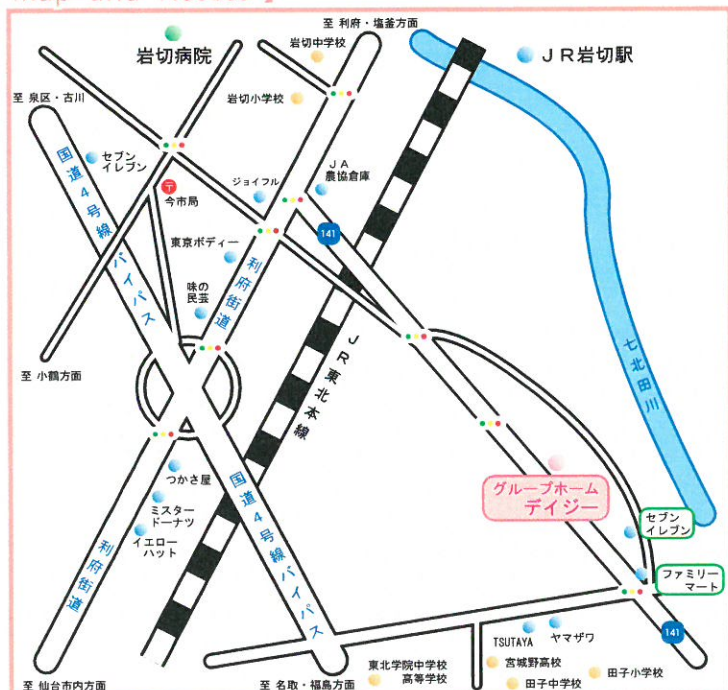 至 利府・塩釜方面
岩切中学校
岩切病院
JR岩切駅
岩切小学校
至 泉区・古川
セブン
イレブン
JA
農協倉庫
ジョイフル
〒
今市局
国道4号線バイパス
141
東京ボディー
利府街道
味の
民芸
JR東北本線
七北田川
至 小鶴方面
つかさ屋
ミスター
ドーナツ
イエロー
ハット
グループホーム
デイジー
セブン
イレブン
ファミリー
マート
国道4号線バイパス
利府街道
TSUTAYA
ヤマザワ
141
東北学院中学校
高等学校
宮城野高校
田子小学校
田子中学校
至 仙台市内方面
至 名取・福島方面